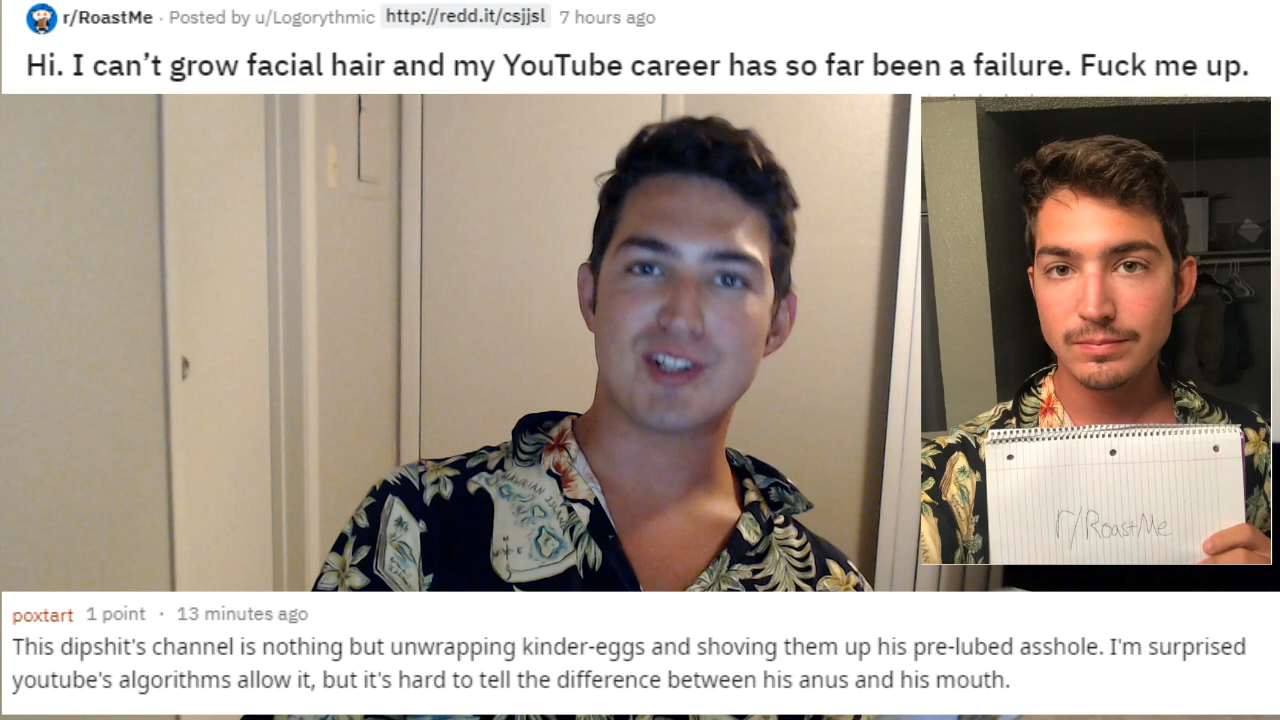 r/RoastMe · Posted by u/Logorythmic http://redd.it/csjjsl 7 hours ago
Hi. I can’t grow facial hair and my YouTube career has so far been a failure. Fuck me up.
HAWAIIAN ISLANDS
r/RoastMe
poxtart 1 point · 13 minutes ago
This dipshit's channel is nothing but unwrapping kinder-eggs and shoving them up his pre-lubed asshole. I'm surprised
youtube's algorithms allow it, but it's hard to tell the difference between his anus and his mouth.